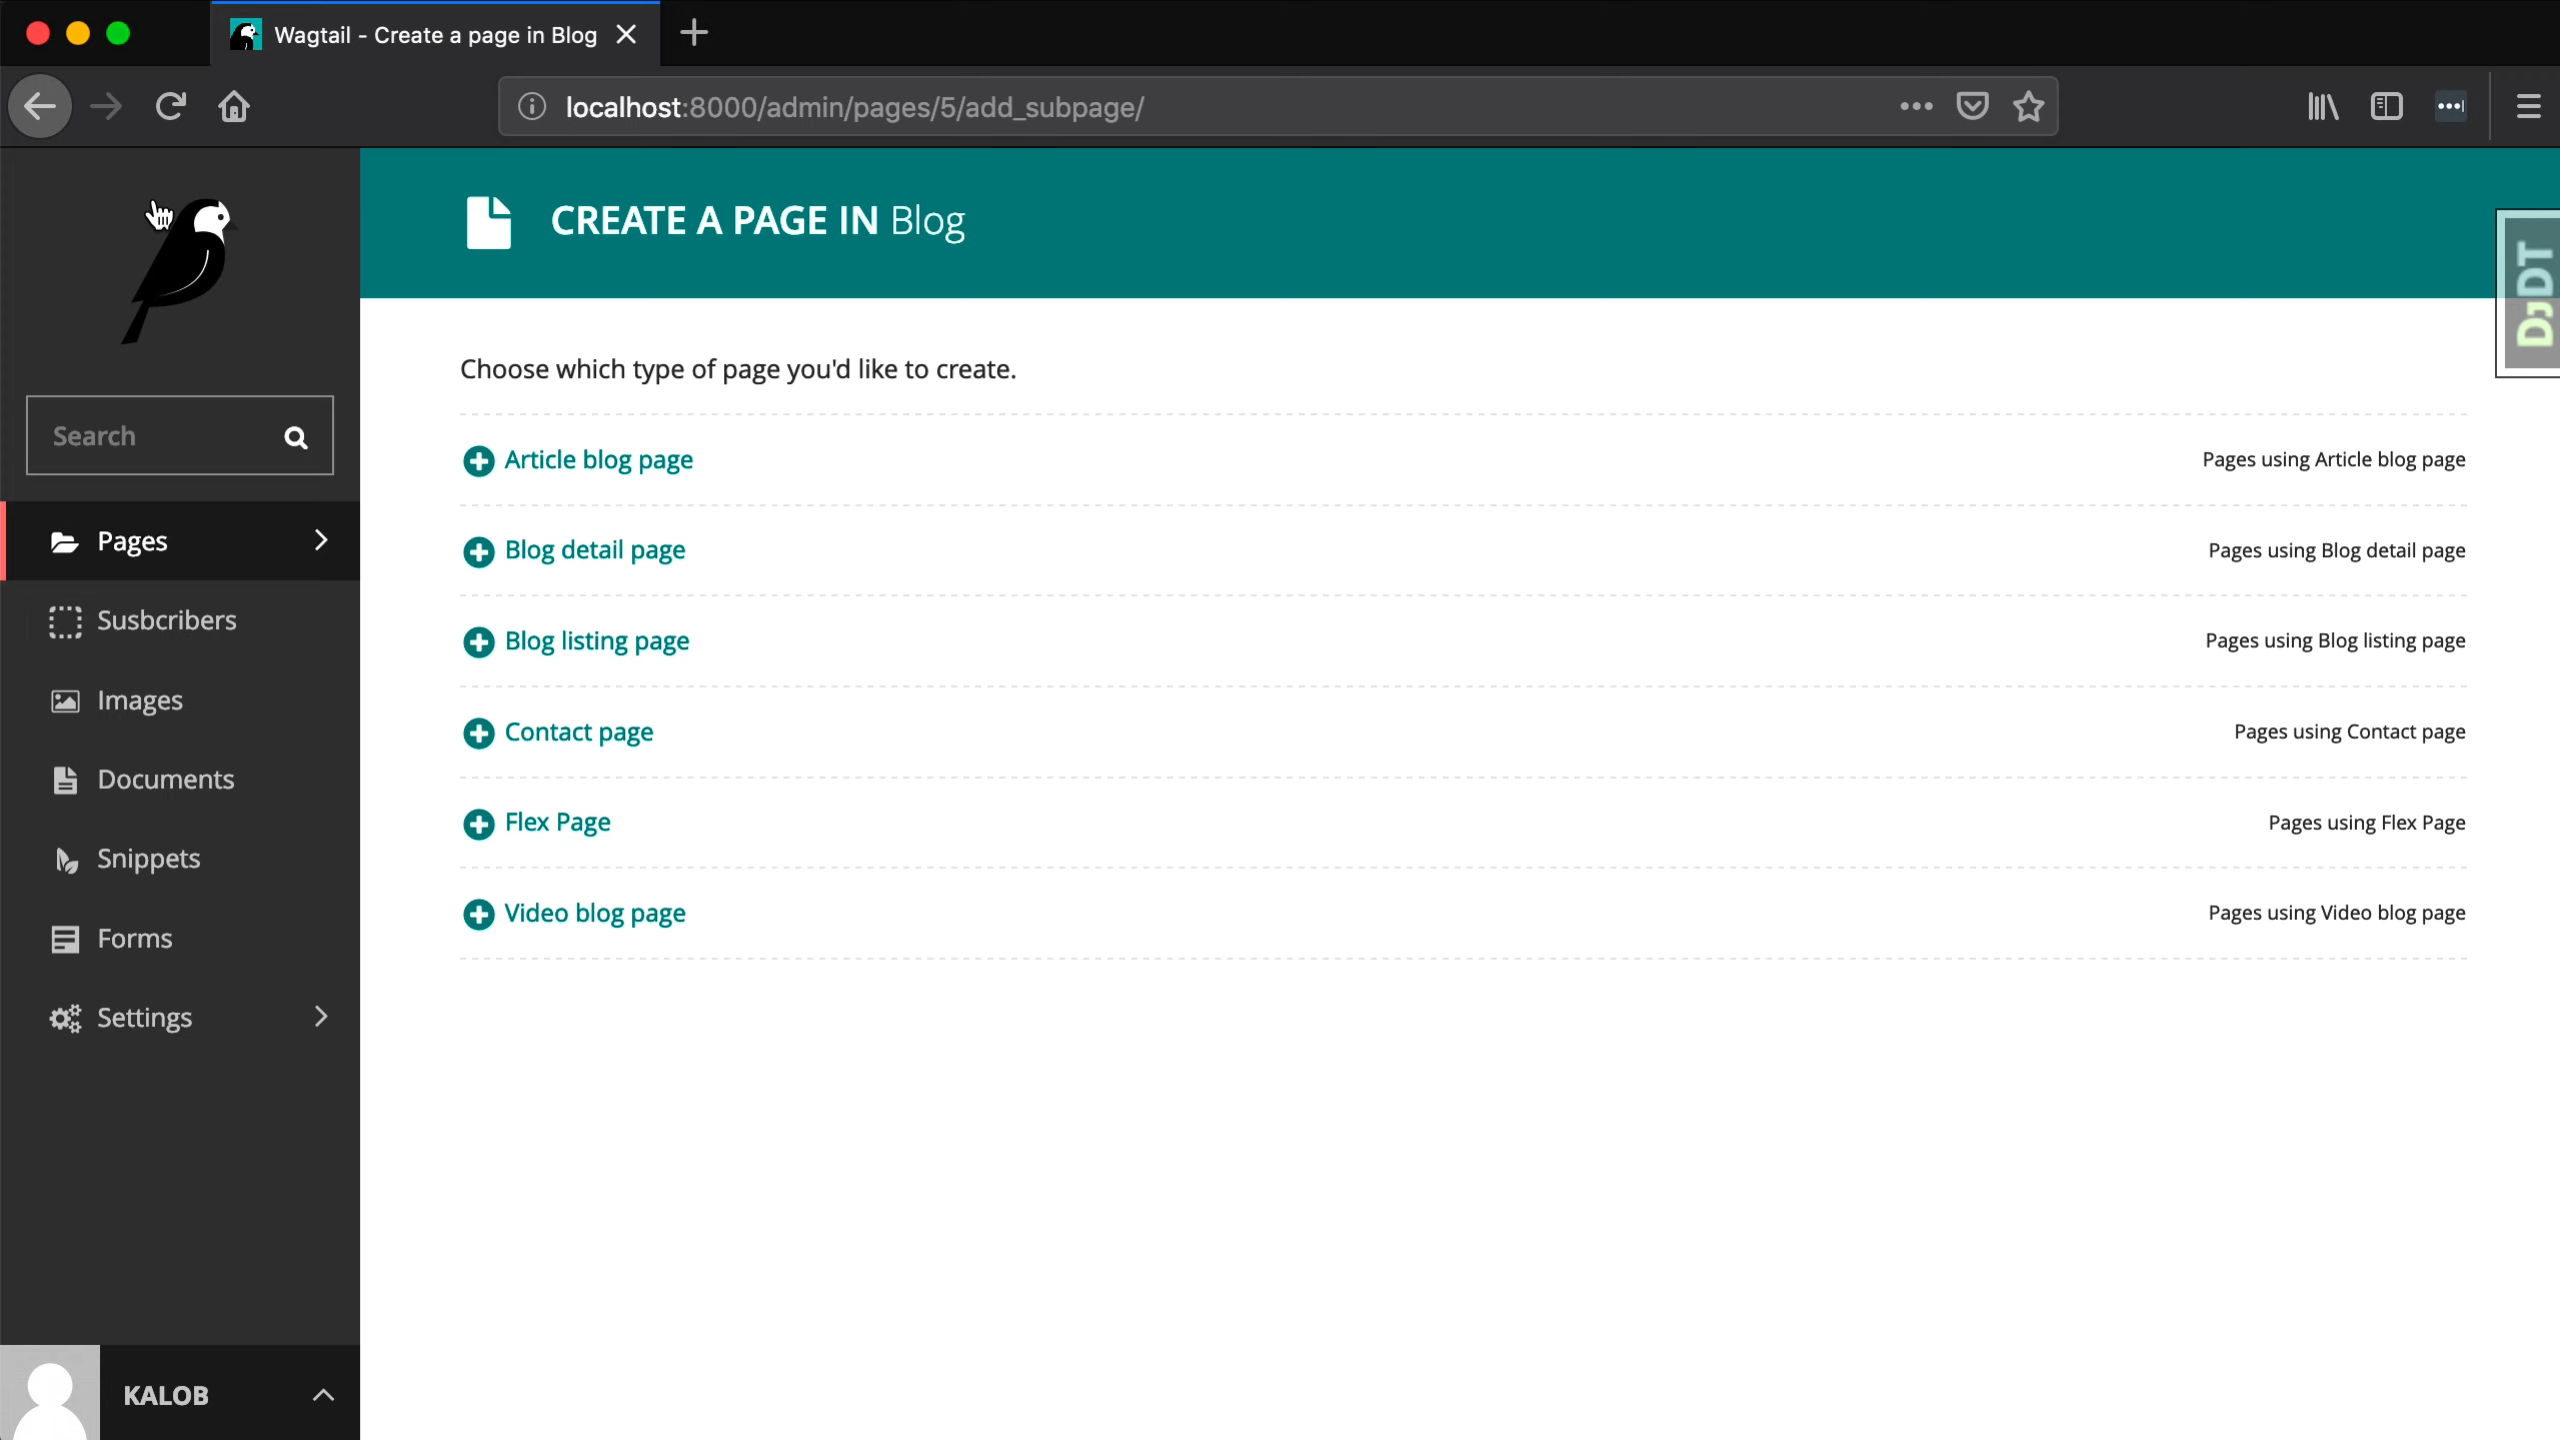 Wagtail - Create a page in Blog
localhost:8000/admin/pages/5/add_subpage/
CREATE A PAGE IN Blog
DJDT
Choose which type of page you'd like to create.
Search
Article blog page Pages using Article blog page
Pages
Blog detail page Pages using Blog detail page
Susbcribers
Blog listing page Pages using Blog listing page
Images
Contact page Pages using Contact page
Documents
Flex Page Pages using Flex Page
Snippets
Video blog page Pages using Video blog page
Forms
Settings
KALOB